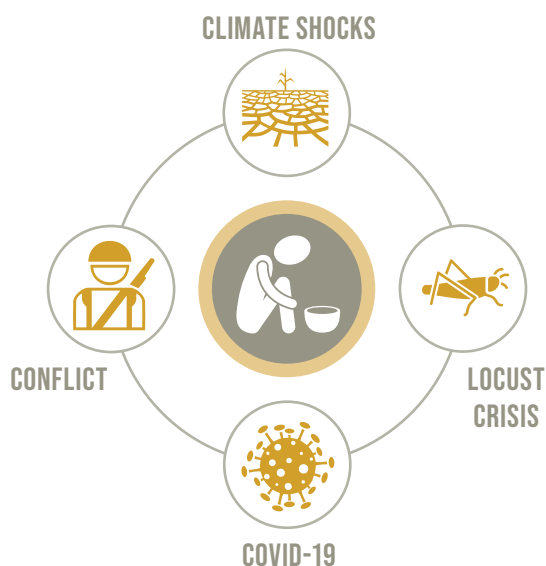 CLIMATE SHOCKS
CONFLICT
LOCUST
CRISIS
COVID-19